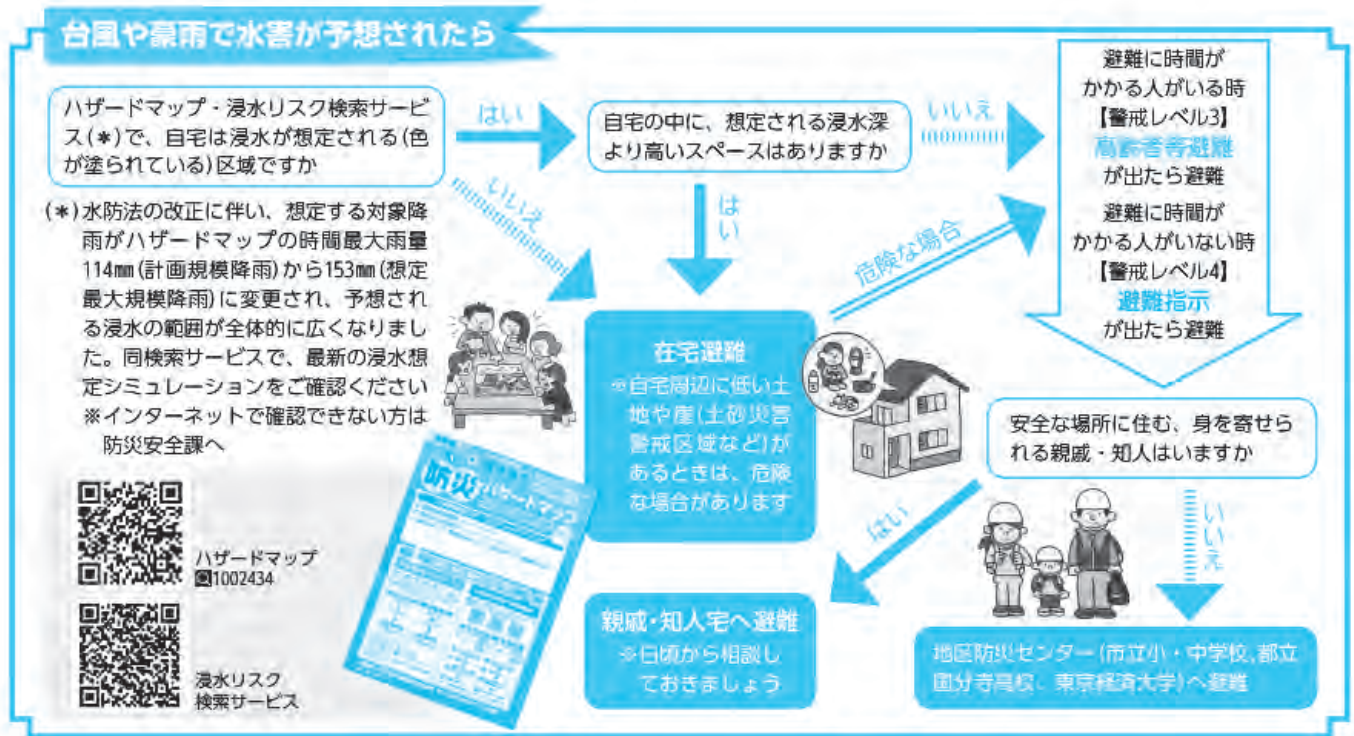 台風や豪雨で水害が予想されたら
ハザードマップ・浸水リスク検索サービ
ス(*)で、自宅は浸水が想定される(色
が塗られている)区域ですか
はい
いいえ
自宅の中に、想定される浸水深
より高いスペースはありますか
いいえ
はい
避難に時間が
かかる人がいる時
【警戒レベル3】
高齢者等避難
が出たら避難
避難に時間が
かかる人がいない時
【警戒レベル4】
避難指示
が出たら避難
(*)水防法の改正に伴い、想定する対象降
雨がハザードマップの時間最大雨量
114㎜(計画規模降雨)から153㎜(想定
最大規模降雨)に変更され、予想され
る浸水の範囲が全体的に広くなりまし
た。同検索サービスで、最新の浸水想
定シミュレーションをご確認ください
※インターネットで確認できない方は
防災安全課へ
危険な場合
在宅避難
※自宅周辺に低い土
地や崖(土砂災害
警戒区域など)が
あるときは、危険
な場合があります
安全な場所に住む、身を寄せら
れる親戚・知人はいますか
はい
いいえ
防災ハザードマップ
ハザードマップ
1002434
浸水リスク
検索サービス
親戚・知人宅へ避難
※日頃から相談し
ておきましょう
地区防災センター(市立小・中学校、都立
国分寺高校、東京経済大学)へ避難